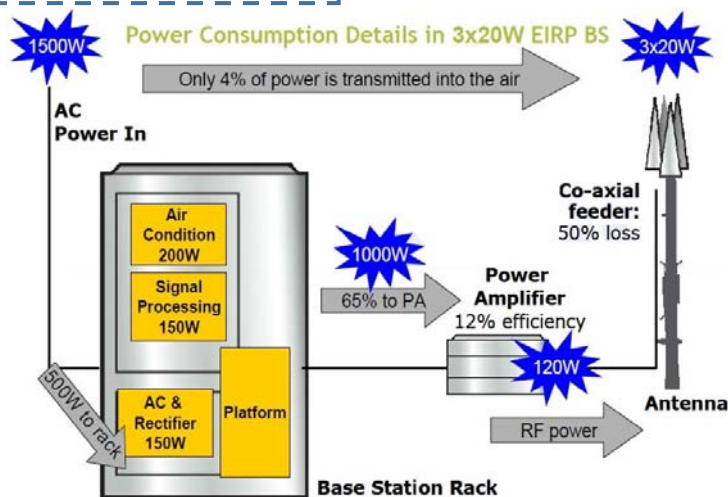 Power Consumption Details in 3x20W EIRP BS
1500W
3x20W
Only 4% of power is transmitted into the air
AC
Power In
Air
Condition
200W
Signal
Processing
150W
AC &
Rectifier
150W
Platform
500W to rack
Base Station Rack
1000W
65% to PA
Power
Amplifier
12% efficiency
120W
RF power
Co-axial
feeder:
50% loss
Antenna